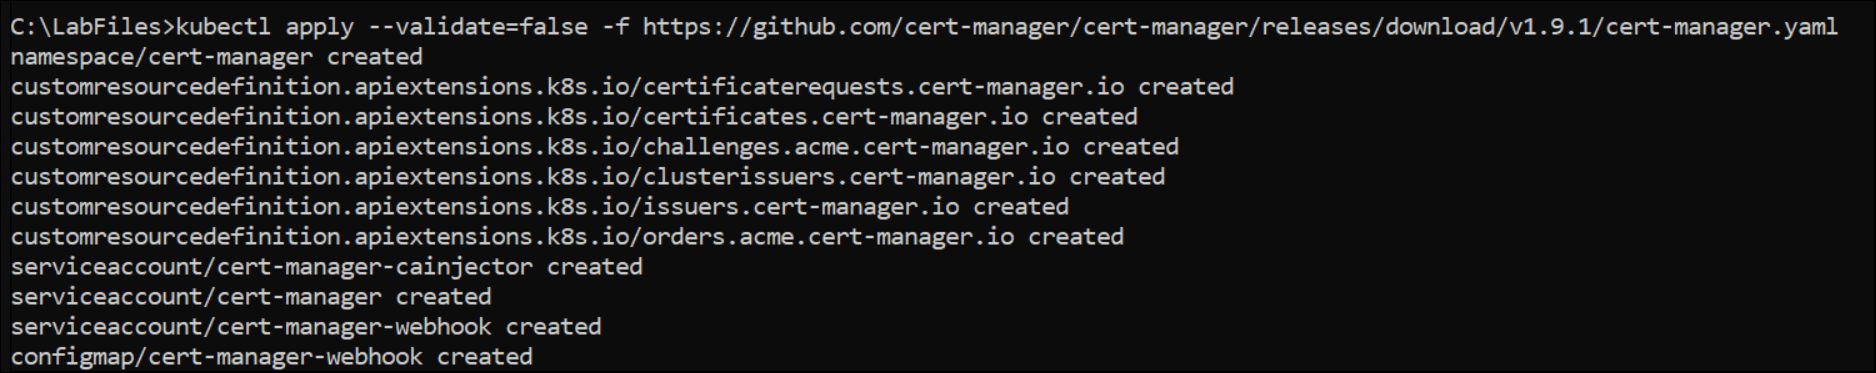 C:\LabFiles>kubectl apply --validate=false -f https://github.com/cert-manager/cert-manager/releases/download/v1.9.1/cert-manager.yaml
namespace/cert-manager created
customresourcedefinition.apiextensions.k8s.io/certificaterequests.cert-manager.io created
customresourcedefinition.apiextensions.k8s.io/certificates.cert-manager.io created
customresourcedefinition.apiextensions.k8s.io/challenges.acme.cert-manager.io created
customresourcedefinition.apiextensions.k8s.io/clusterissuers.cert-manager.io created
customresourcedefinition.apiextensions.k8s.io/issuers.cert-manager.io created
customresourcedefinition.apiextensions.k8s.io/orders.acme.cert-manager.io created
serviceaccount/cert-manager-cainjector created
serviceaccount/cert-manager created
serviceaccount/cert-manager-webhook created
configmap/cert-manager-webhook created